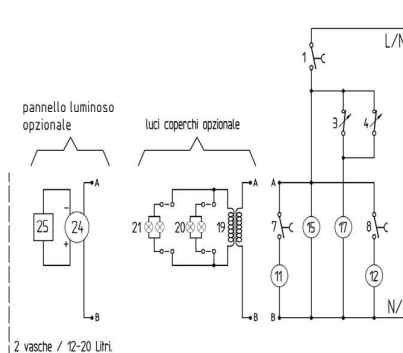 L/N
1
pannello luminoso
opzionale
luci coperchi opzionale
3
4
A
A
A
25
-
+
24
21
20
19
7
15
17
8
11
12
B
B
B
N/
2 vasche / 12-20 Litri.